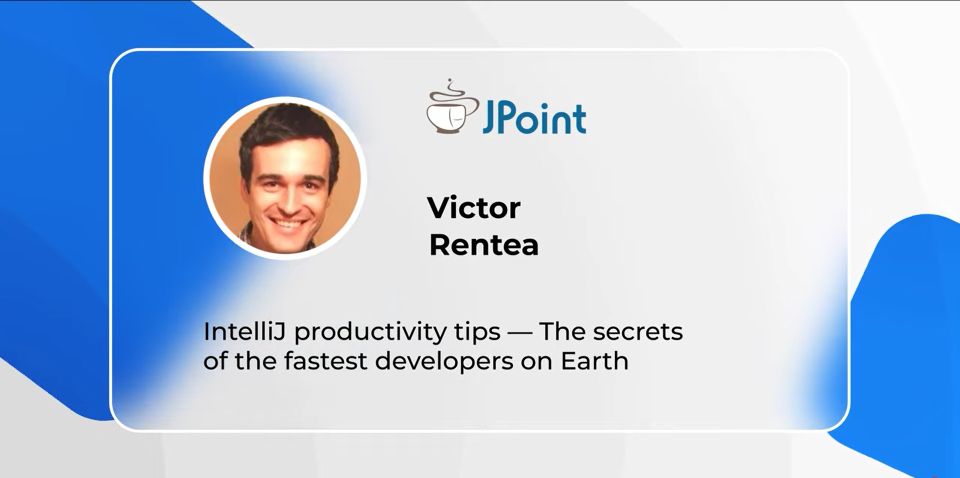 JPoint
Victor
Rentea
IntelliJ productivity tips — The secrets
of the fastest developers on Earth